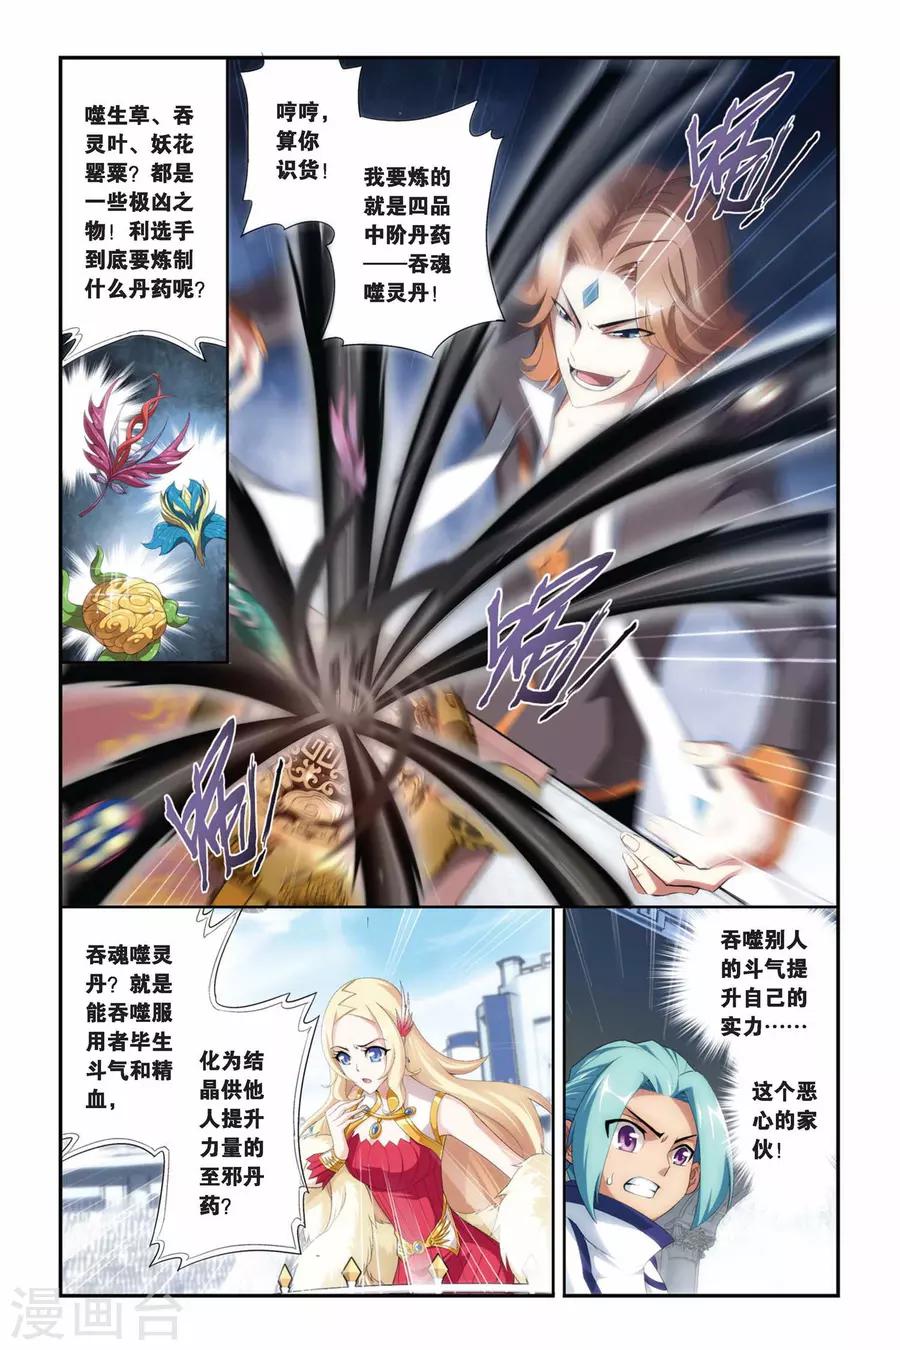 噬生草、吞
灵叶、妖花
罂粟？都是
一些极凶之
物！利选手
到底要炼制
什么丹药呢？
哼哼，
算你
识货！
我要炼的
就是四品
中阶丹药
——吞魂
噬灵丹！
呃！
呃！
呃！
吞魂噬灵
丹？就是
能吞噬服
用者毕生
斗气和精
血，
化为结
晶供他
人提升
力量的
至邪丹
药？
吞噬别人
的斗气提
升自己的
实力……
这个恶
心的家
伙！
漫画台